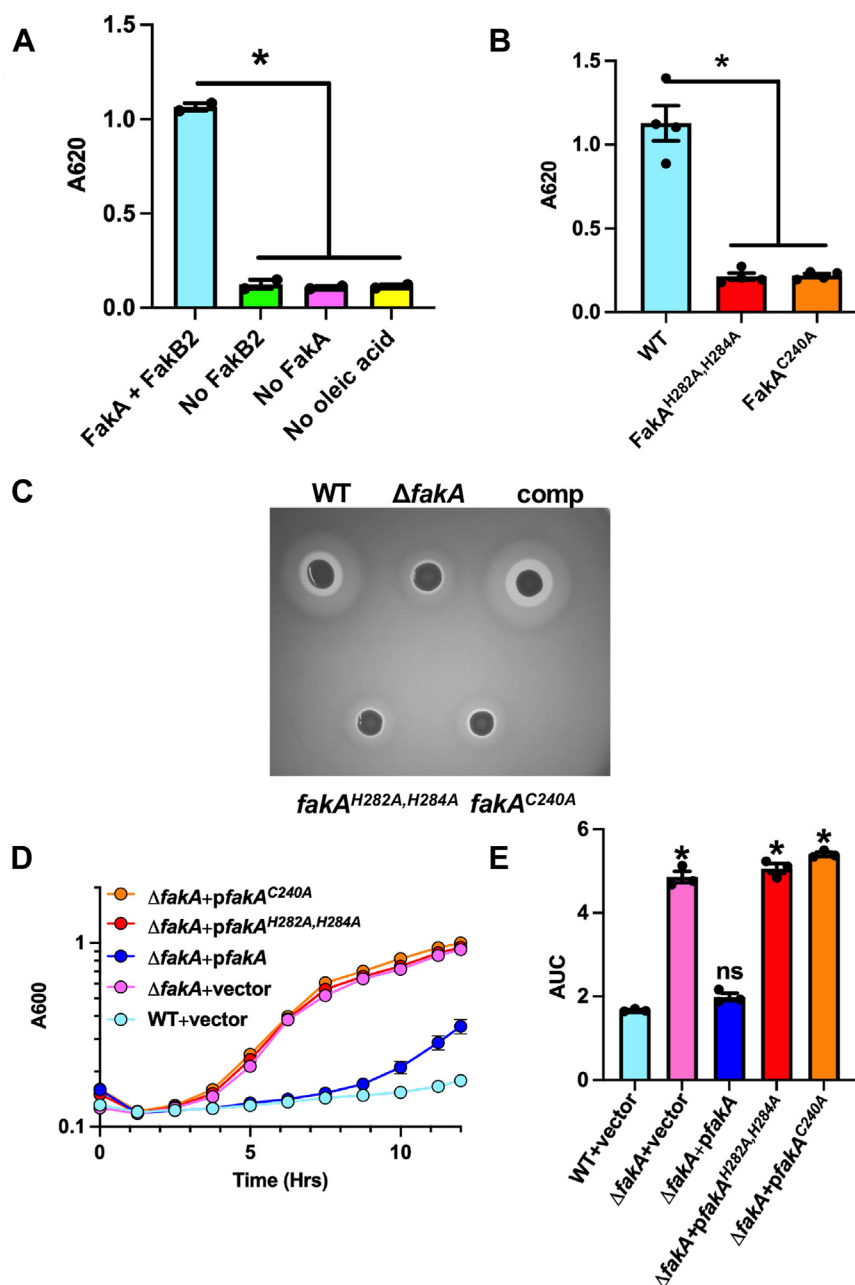 A
*
A620
1.5
1.0
0.5
0.0
FakA + FakB2
No FakB2
No FakA
No oleic acid
B
*
A620
1.5
1.0
0.5
0.0
WT
FakA^H282A,H284A
FakA^C240A
C
WT ΔfakA comp
fakA^H282A,H284A fakA^C240A
D
A600
1
0.1
ΔfakA+pfakA^C240A
ΔfakA+pfakA^H282A,H284A
ΔfakA+pfakA
ΔfakA+vector
WT+vector
0 5 10
Time (Hrs)
E
AUC
6
4
2
0
* ns * *
WT+vector
ΔfakA+vector
ΔfakA+pfakA
ΔfakA+pfakA^H282A,H284A
ΔfakA+pfakA^C240A